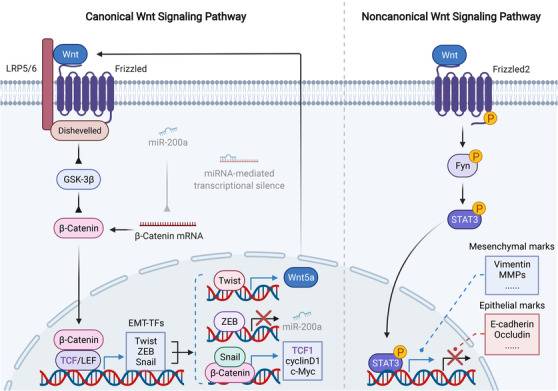 Canonical Wnt Signaling Pathway
Noncanonical Wnt Signaling Pathway
LRP5/6
Wnt
Frizzled
Wnt
Frizzled2
Dishevelled
miR-200a
miRNA-mediated
transcriptional silence
P
GSK-3β
Fyn
P
β-Catenin
β-Catenin mRNA
STAT3
P
Mesenchymal marks
Vimentin
MMPs
......
Epithelial marks
E-cadherin
Occludin
......
Twist
Wnt5a
EMT-TFs
β-Catenin
TCF/LEF
Twist
ZEB
Snail
ZEB
miR-200a
Snail
β-Catenin
TCF1
cyclinD1
c-Myc
STAT3
P